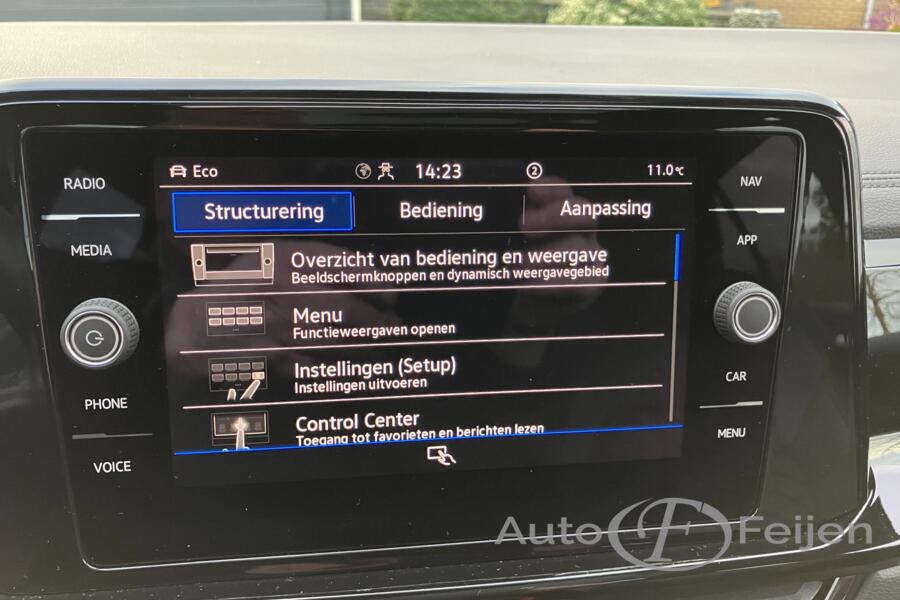 RADIO
MEDIA
PHONE
VOICE
Eco
14:23
2
11.0°C
Structurering
Bediening
Aanpassing
Overzicht van bediening en weergave
Beeldschermknoppen en dynamisch weergavegebied
Menu
Functieweergaven openen
Instellingen (Setup)
Instellingen uitvoeren
Control Center
Toegang tot favorieten en berichten lezen
NAV
APP
CAR
MENU
Auto F Feijen